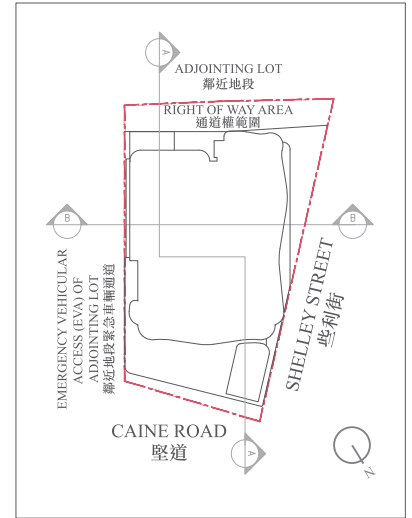 A
ADJOINTING LOT
鄰近地段
RIGHT OF WAY AREA
通道權範圍
B
B
EMERGENCY VEHICULAR
ACCESS (EVA) OF
ADJOINTING LOT
鄰近地段緊急車輛通道
SHELLEY STREET
些利街
CAINE ROAD
堅道
A
N